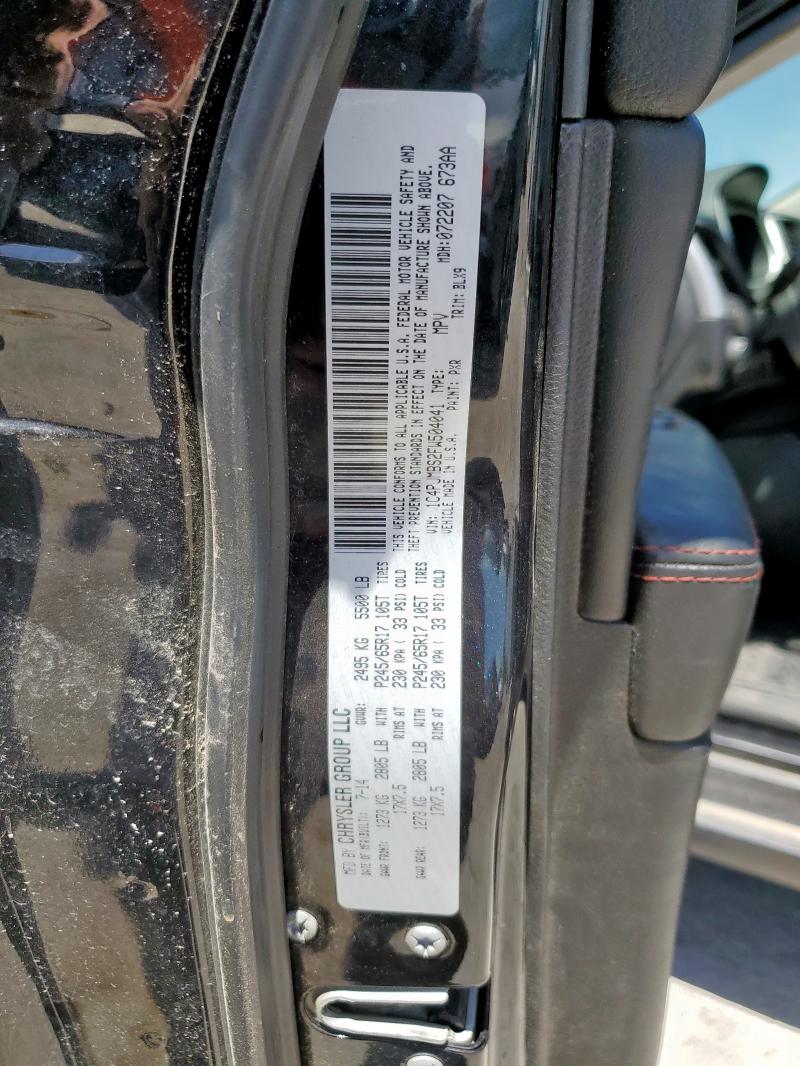 MFD BY CHRYSLER GROUP LLC
DATE OF MFR(BUILT): 7-14 GVWR: 2495 KG 5500 LB
GAWR FRONT: 1273 KG 2805 LB WITH P245/65R17 105T TIRES
17X7.5 RIMS AT 230 KPA ( 33 PSI) COLD
GAWR REAR: 1273 KG 2805 LB WITH P245/65R17 105T TIRES
17X7.5 RIMS AT 230 KPA ( 33 PSI) COLD
THIS VEHICLE CONFORMS TO ALL APPLICABLE U.S.A. FEDERAL MOTOR VEHICLE SAFETY AND
THEFT PREVENTION STANDARDS IN EFFECT ON THE DATE OF MANUFACTURE SHOWN ABOVE.
VIN: 1C4PJMBS2FW504041 TYPE: MPV MDH:072207 673AA
VEHICLE MADE IN U.S.A. PAINT: PXR TRIM: BLX9